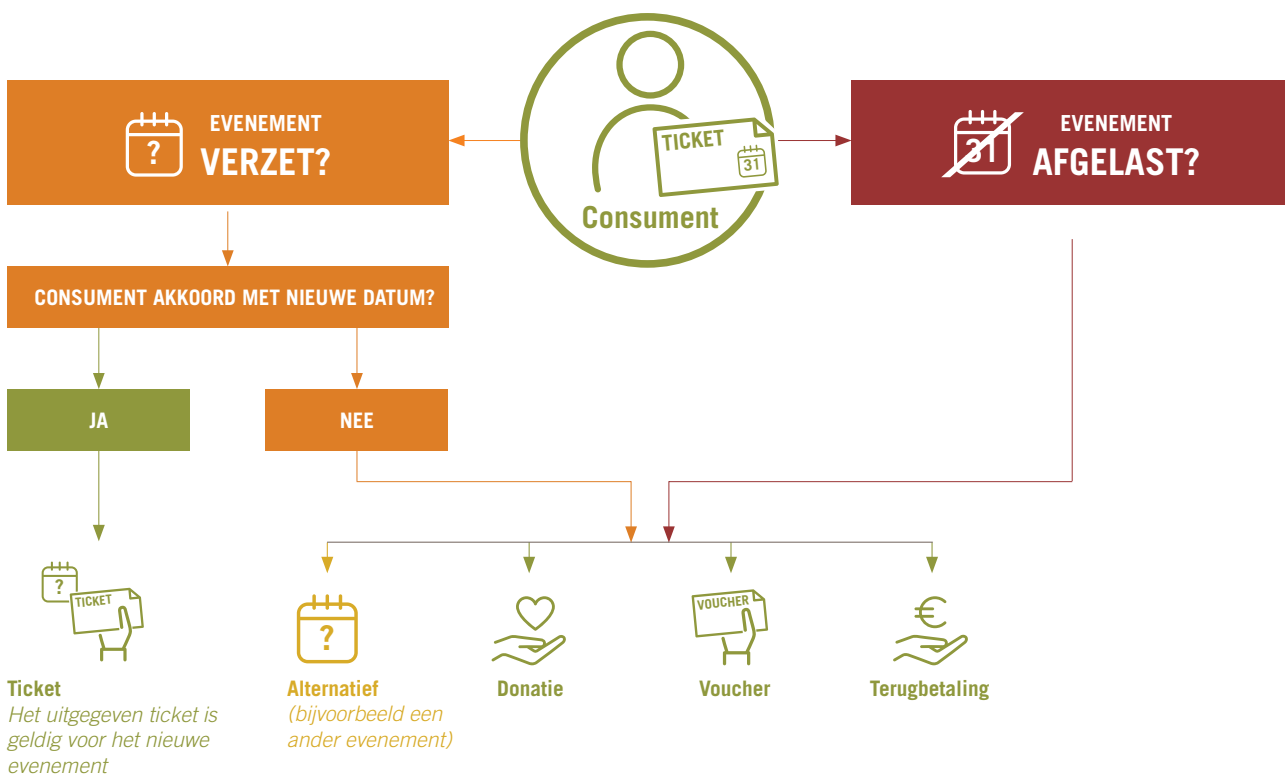 EVENEMENT
VERZET?
?
TICKET
31
Consument
31
EVENEMENT
AFGELAST?
CONSUMENT AKKOORD MET NIEUWE DATUM?
JA
NEE
?
TICKET
Ticket
Het uitgegeven ticket is
geldig voor het nieuwe
evenement
?
Alternatief
(bijvoorbeeld een
ander evenement)
Donatie
VOUCHER
Voucher
€
Terugbetaling